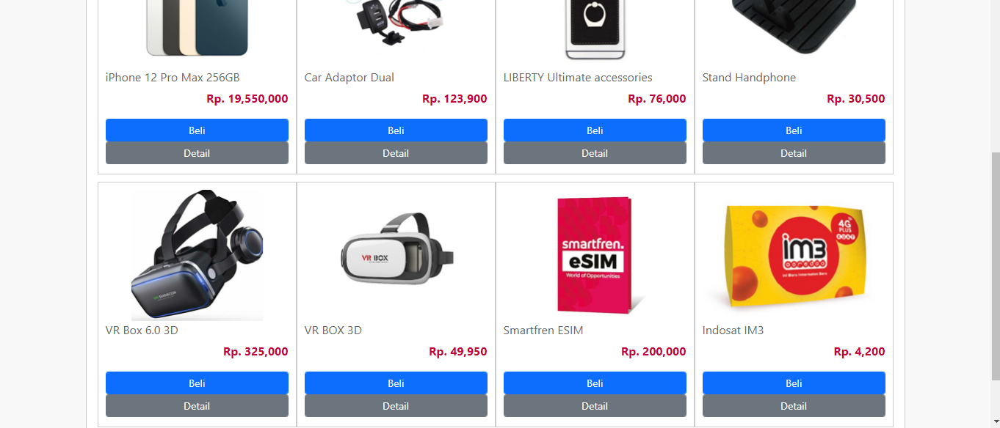 iPhone 12 Pro Max 256GB
Rp. 19,550,000
Beli
Detail
Car Adaptor Dual
Rp. 123,900
Beli
Detail
LIBERTY Ultimate accessories
Rp. 76,000
Beli
Detail
Stand Handphone
Rp. 30,500
Beli
Detail
VR SHINECON
VR Box 6.0 3D
Rp. 325,000
Beli
Detail
VR BOX
VR BOX 3D
Rp. 49,950
Beli
Detail
smartfren.
eSIM
World of Opportunities
Smartfren ESIM
Rp. 200,000
Beli
Detail
4G
PLUS
KUAT
im3
ooredoo
Indosat IM3
Rp. 4,200
Beli
Detail